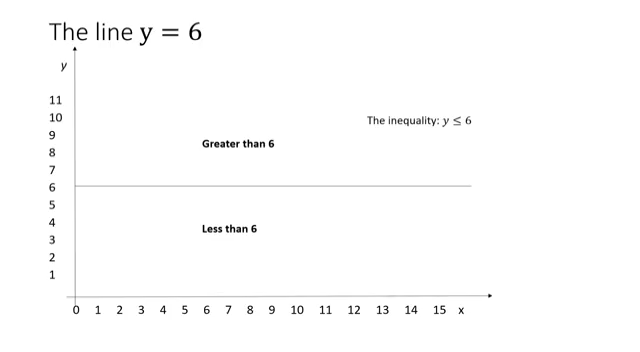 The line y = 6
y
11
10
9
8
7
6
5
4
3
2
1
The inequality: y ≤ 6
Greater than 6
Less than 6
0 1 2 3 4 5 6 7 8 9 10 11 12 13 14 15 x